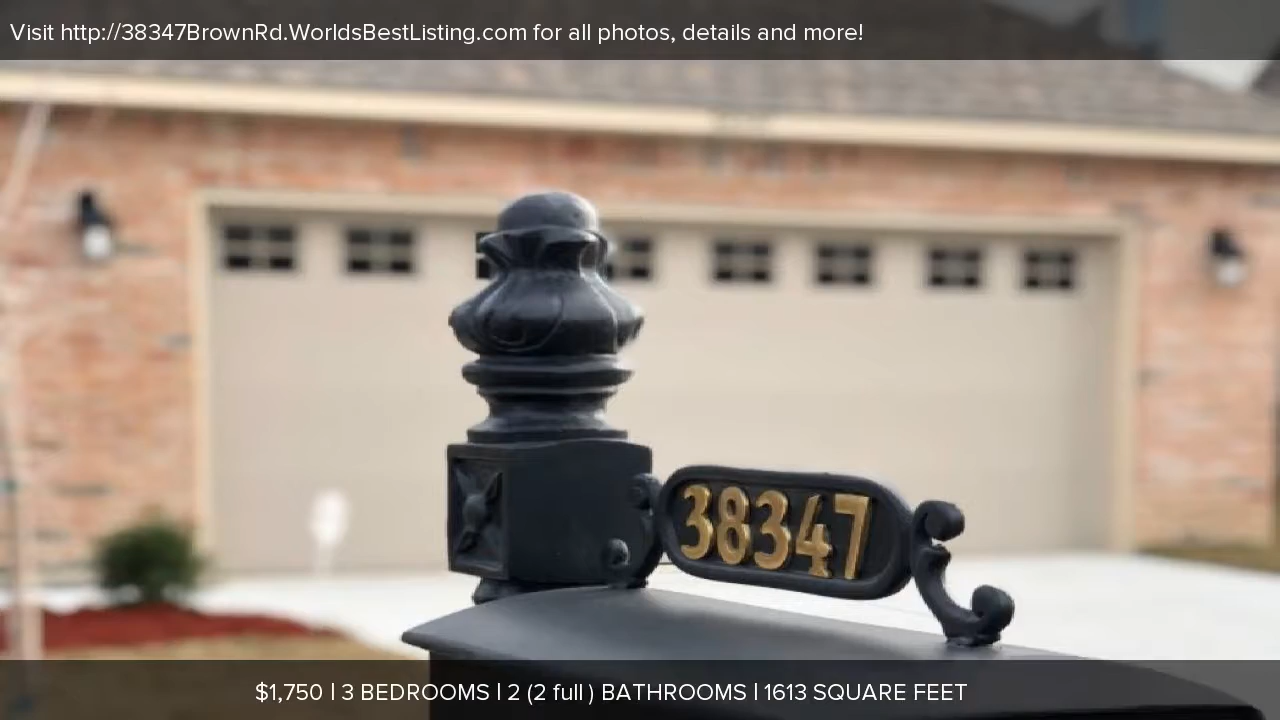 Visit http://38347BrownRd.WorldsBestListing.com for all photos, details and more!
38347
$1,750 | 3 BEDROOMS | 2 (2 full ) BATHROOMS | 1613 SQUARE FEET